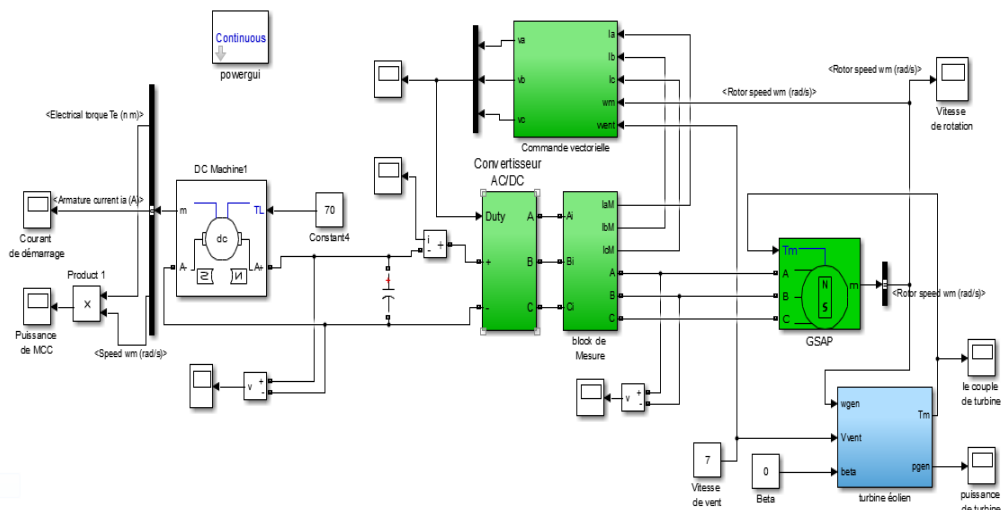 Continuous
powergui
va
vb
vc
Ia
Ib
Ic
wm
vvent
Commande vectorielle
<Rotor speed wm (rad/s)>
<Rotor speed wm (rad/s)>
Vitesse
de rotation
<Electrical torque Te (n m)>
DC Machine1
<Armature current ia (A)>
m
TL
dc
A-
A+
70
Constant4
Courant
de démarrage
Product 1
×
Puissance
de MCC
<Speed wm (rad/s)>
i
+
-
Convertisseur
AC/DC
Duty
+
-
A
B
C
Ai
Bi
Ci
IaM
IbM
IcM
A
B
C
block de
Mesure
+
v
+
-
v
+
-
Tm
A
B
C
m
N
S
GSAP
<Rotor speed wm (rad/s)>
le couple
de turbine
wgen
Vvent
beta
Tm
pgen
turbine éolien
7
Vitesse
de vent
0
Beta
puissance
de turbine